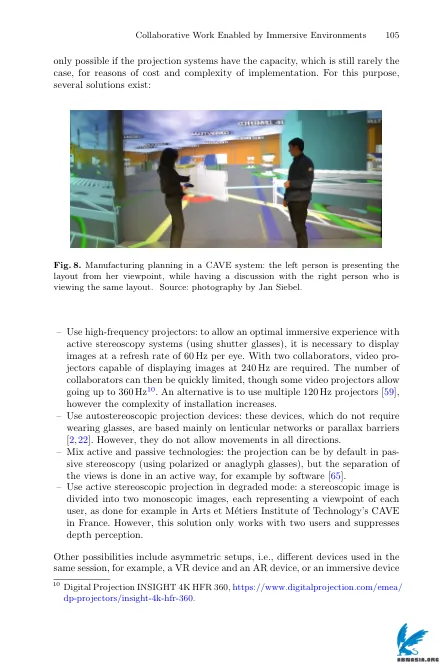 Collaborative Work Enabled by Immersive Environments 105
only possible if the projection systems have the capacity, which is still rarely the
case, for reasons of cost and complexity of implementation. For this purpose,
several solutions exist:
Fig. 8. Manufacturing planning in a CAVE system: the left person is presenting the
layout from her viewpoint, while having a discussion with the right person who is
viewing the same layout. Source: photography by Jan Siebel.
– Use high-frequency projectors: to allow an optimal immersive experience with
active stereoscopy systems (using shutter glasses), it is necessary to display
images at a refresh rate of 60 Hz per eye. With two collaborators, video pro-
jectors capable of displaying images at 240 Hz are required. The number of
collaborators can then be quickly limited, though some video projectors allow
going up to 360 Hz10. An alternative is to use multiple 120 Hz projectors [59],
however the complexity of installation increases.
– Use autostereoscopic projection devices: these devices, which do not require
wearing glasses, are based mainly on lenticular networks or parallax barriers
[2,22]. However, they do not allow movements in all directions.
– Mix active and passive technologies: the projection can be by default in pas-
sive stereoscopy (using polarized or anaglyph glasses), but the separation of
the views is done in an active way, for example by software [65].
– Use active stereoscopic projection in degraded mode: a stereoscopic image is
divided into two monoscopic images, each representing a viewpoint of each
user, as done for example in Arts et Métiers Institute of Technology's CAVE
in France. However, this solution only works with two users and suppresses
depth perception.
Other possibilities include asymmetric setups, i.e., different devices used in the
same session, for example, a VR device and an AR device, or an immersive device
10 Digital Projection INSIGHT 4K HFR 360, https://www.digitalprojection.com/emea/
dp-projectors/insight-4k-hfr-360.